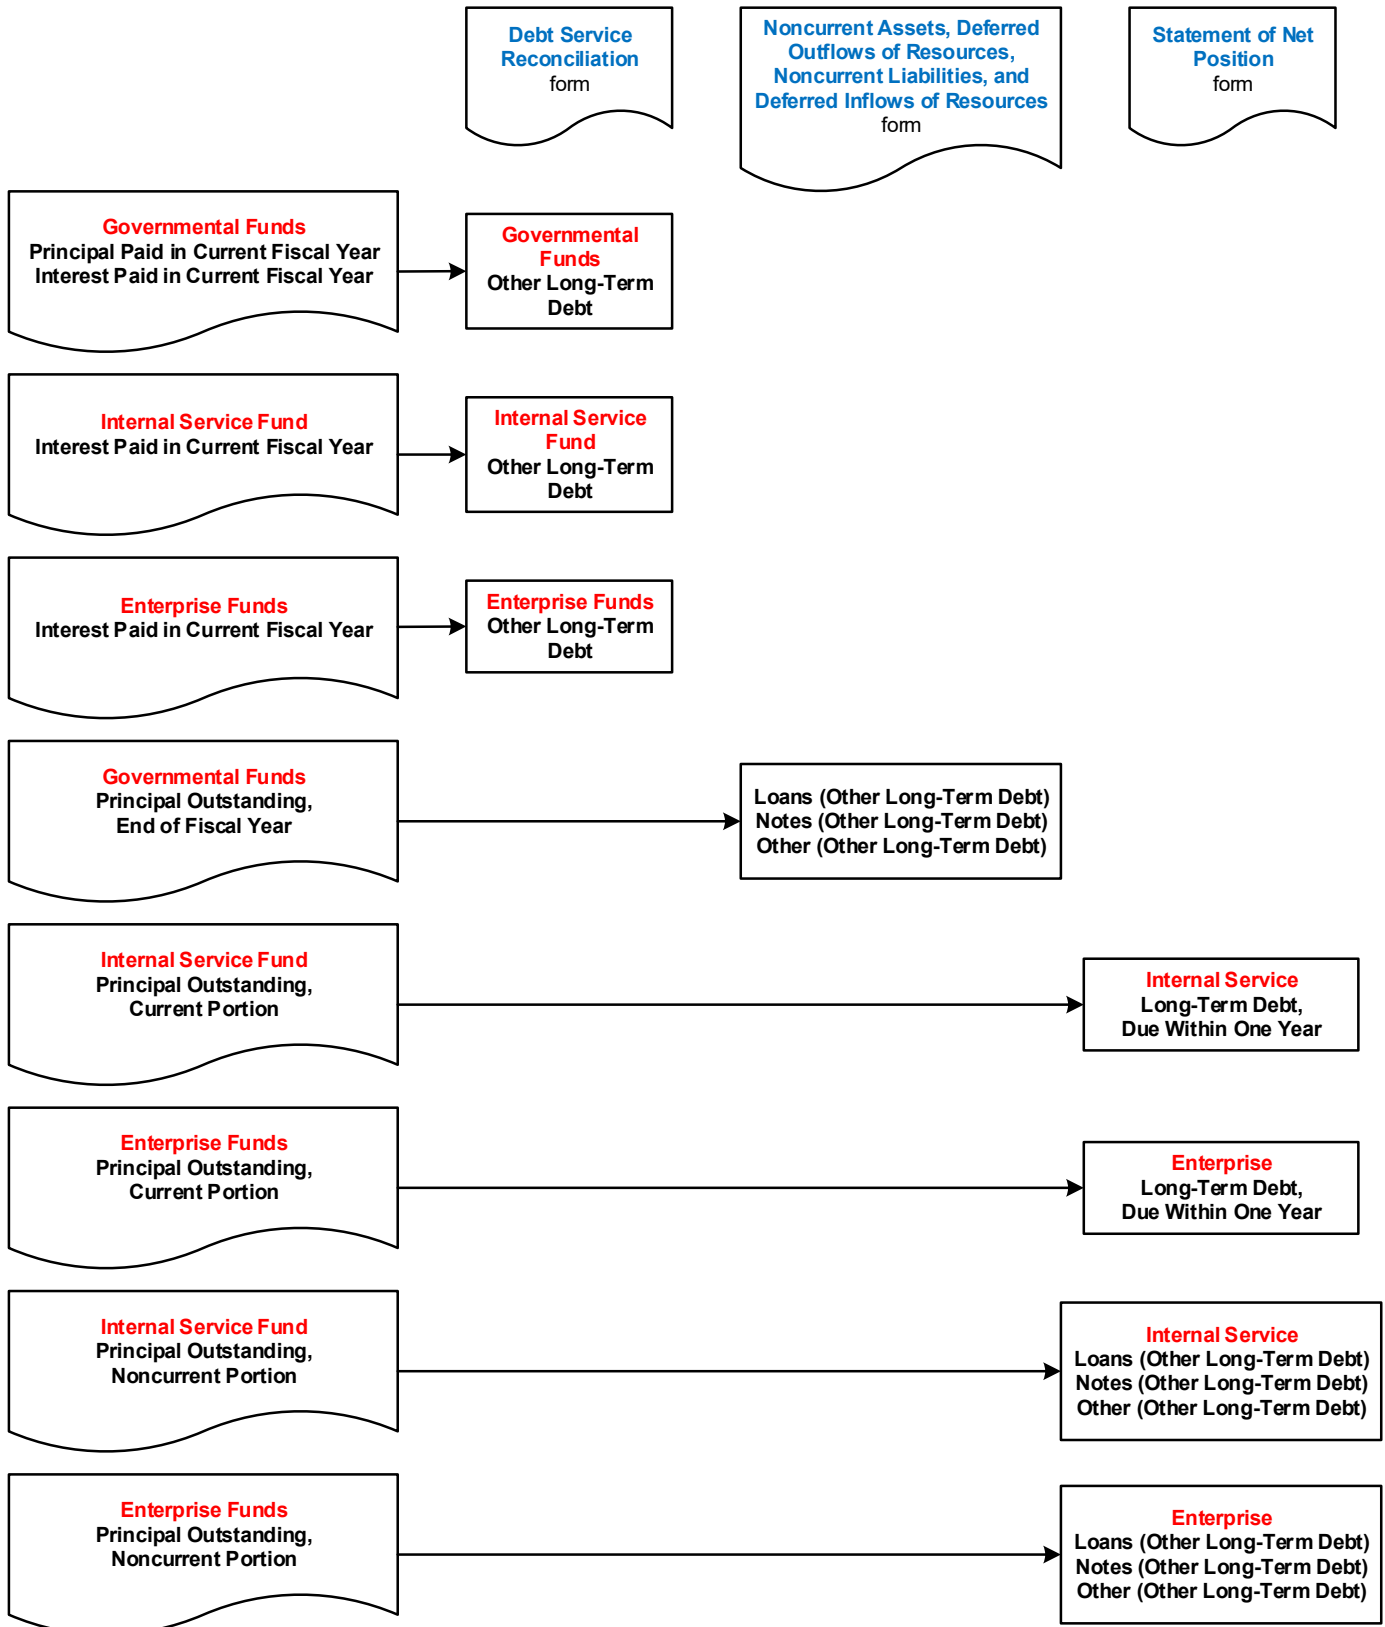 Debt Service
Reconciliation
form
Noncurrent Assets, Deferred
Outflows of Resources,
Noncurrent Liabilities, and
Deferred Inflows of Resources
form
Statement of Net
Position
form
Governmental Funds
Principal Paid in Current Fiscal Year
Interest Paid in Current Fiscal Year
Governmental
Funds
Other Long-Term
Debt
Internal Service Fund
Interest Paid in Current Fiscal Year
Internal Service
Fund
Other Long-Term
Debt
Enterprise Funds
Interest Paid in Current Fiscal Year
Enterprise Funds
Other Long-Term
Debt
Governmental Funds
Principal Outstanding,
End of Fiscal Year
Loans (Other Long-Term Debt)
Notes (Other Long-Term Debt)
Other (Other Long-Term Debt)
Internal Service Fund
Principal Outstanding,
Current Portion
Internal Service
Long-Term Debt,
Due Within One Year
Enterprise Funds
Principal Outstanding,
Current Portion
Enterprise
Long-Term Debt,
Due Within One Year
Internal Service Fund
Principal Outstanding,
Noncurrent Portion
Internal Service
Loans (Other Long-Term Debt)
Notes (Other Long-Term Debt)
Other (Other Long-Term Debt)
Enterprise Funds
Principal Outstanding,
Noncurrent Portion
Enterprise
Loans (Other Long-Term Debt)
Notes (Other Long-Term Debt)
Other (Other Long-Term Debt)